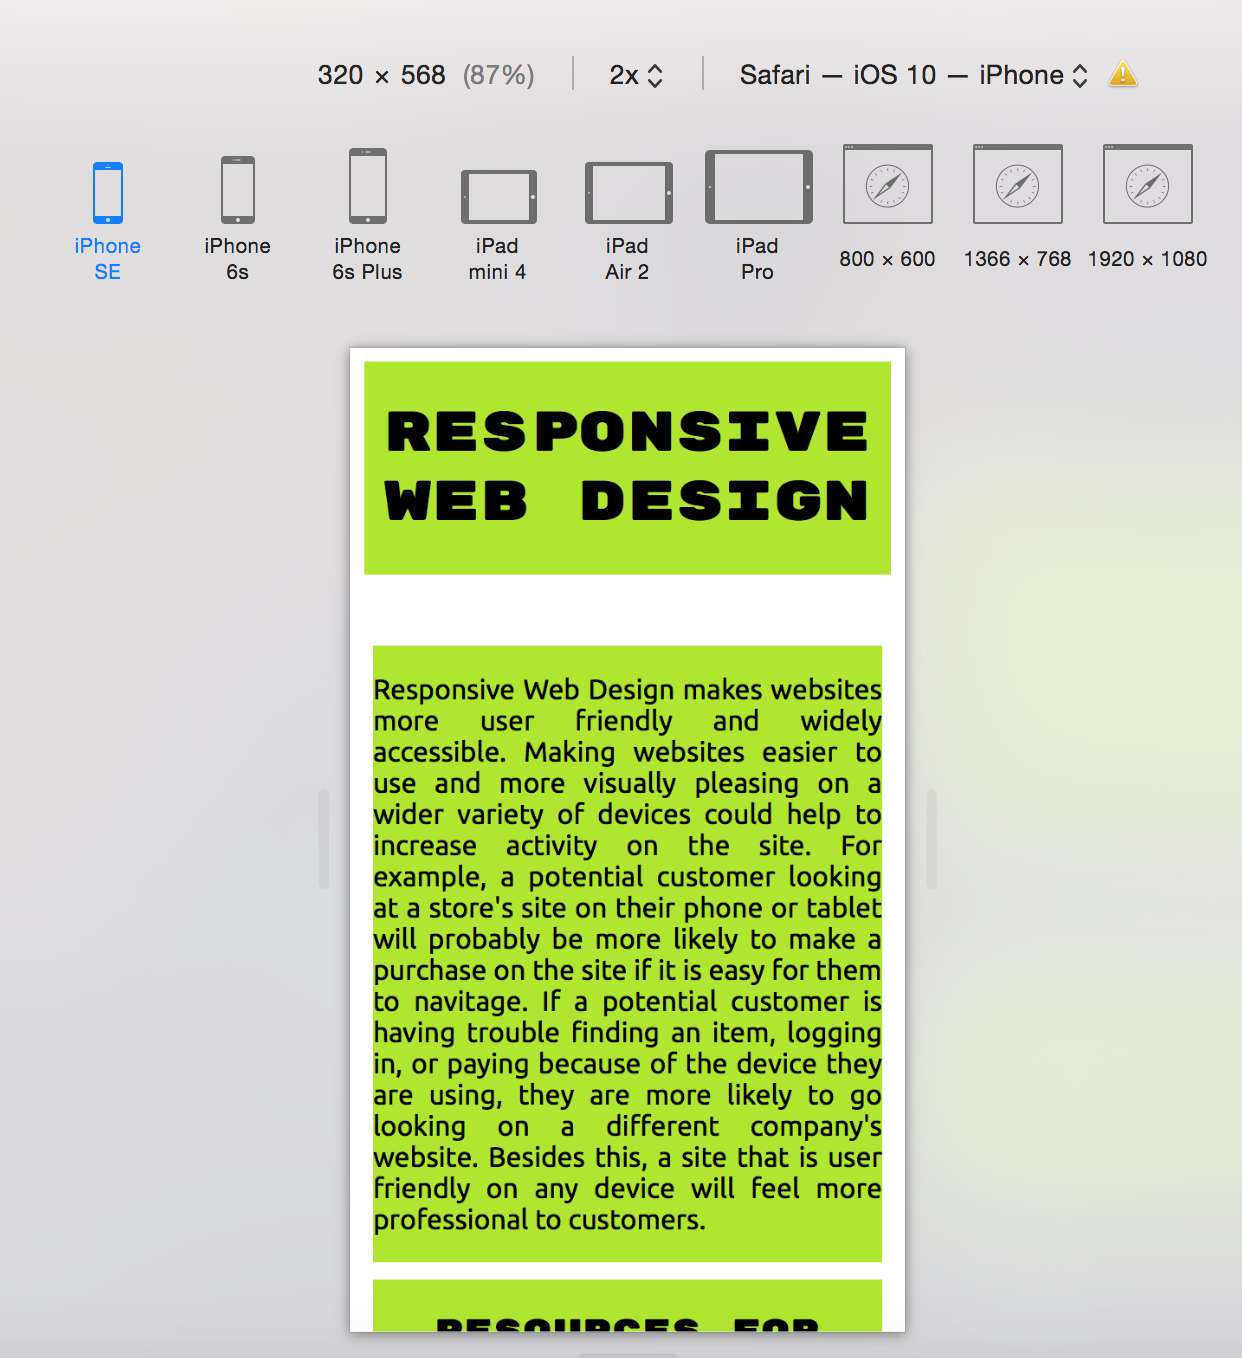 320 × 568 (87%) 2x Safari — iOS 10 — iPhone
iPhone SE
iPhone 6s
iPhone 6s Plus
iPad mini 4
iPad Air 2
iPad Pro
800 × 600
1366 × 768
1920 × 1080
RESPONSIVE
WEB DESIGN
Responsive Web Design makes websites
more user friendly and widely
accessible. Making websites easier to
use and more visually pleasing on a
wider variety of devices could help to
increase activity on the site. For
example, a potential customer looking
at a store's site on their phone or tablet
will probably be more likely to make a
purchase on the site if it is easy for them
to navitage. If a potential customer is
having trouble finding an item, logging
in, or paying because of the device they
are using, they are more likely to go
looking on a different company's
website. Besides this, a site that is user
friendly on any device will feel more
professional to customers.
RESOURCES FOR